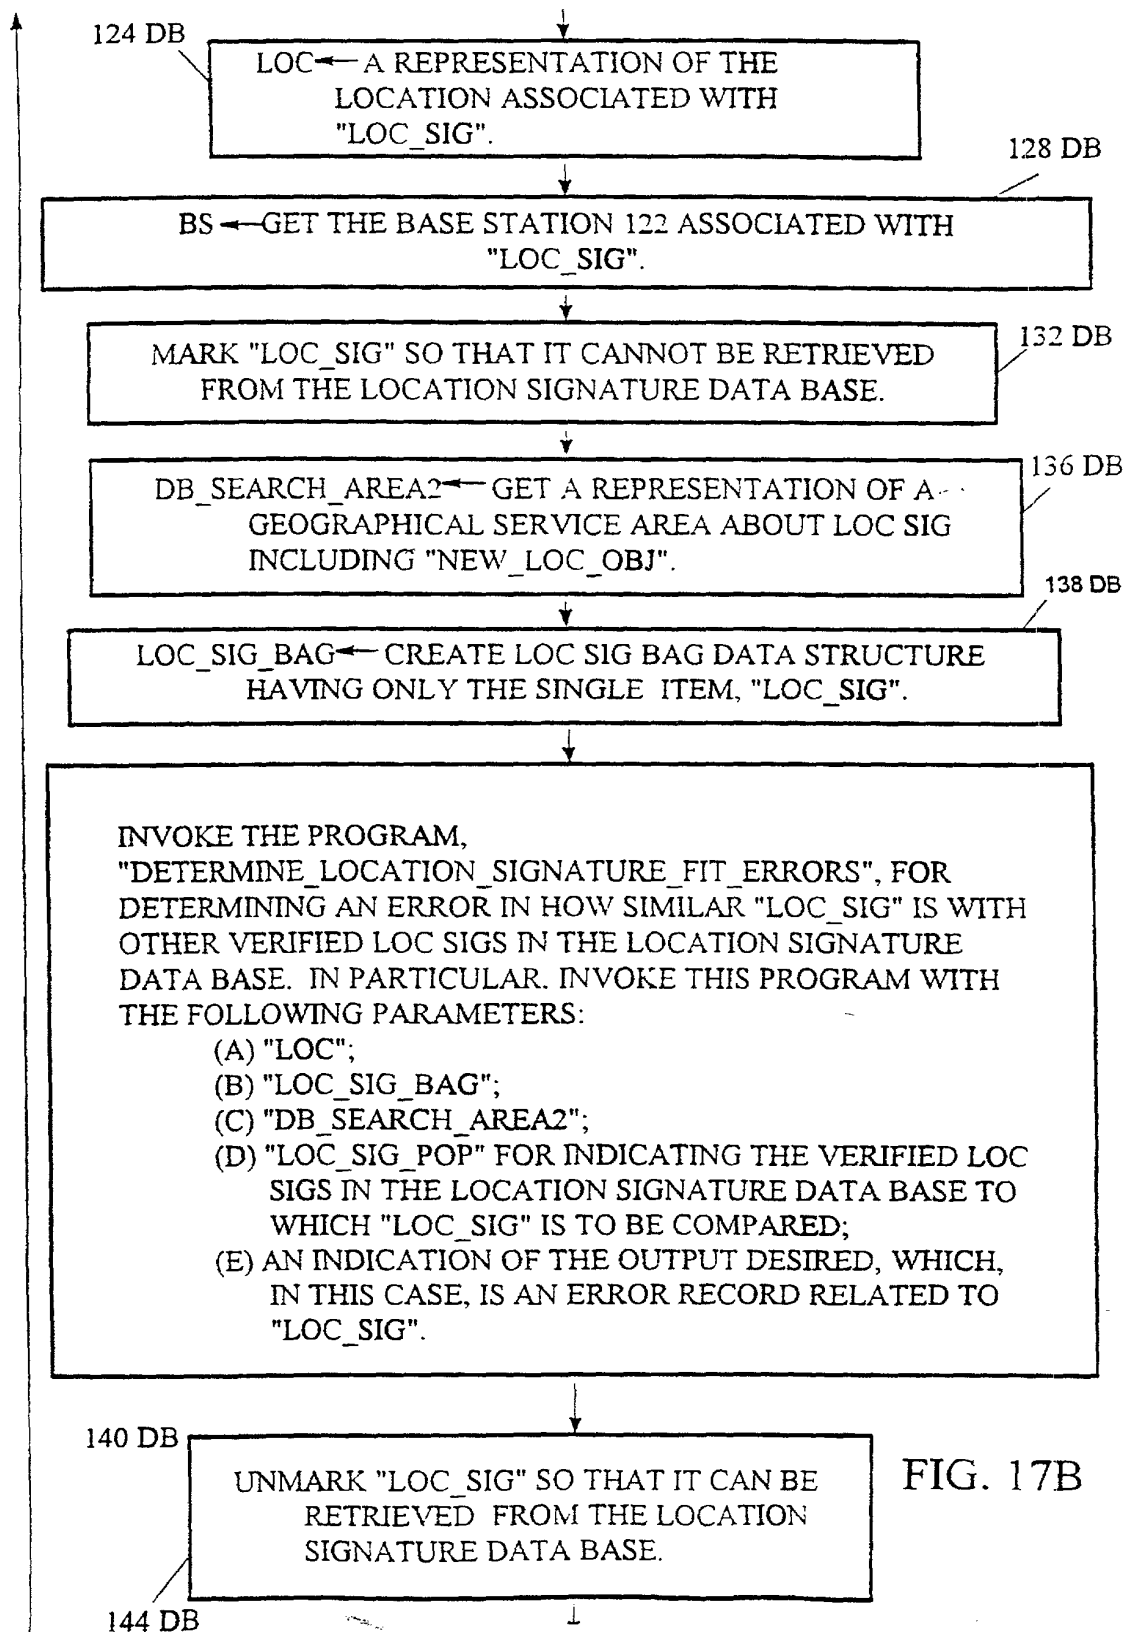 124 DB
LOC←A REPRESENTATION OF THE
LOCATION ASSOCIATED WITH
"LOC_SIG".
128 DB
BS←GET THE BASE STATION 122 ASSOCIATED WITH
"LOC_SIG".
132 DB
MARK "LOC_SIG" SO THAT IT CANNOT BE RETRIEVED
FROM THE LOCATION SIGNATURE DATA BASE.
136 DB
DB_SEARCH_AREA2← GET A REPRESENTATION OF A
GEOGRAPHICAL SERVICE AREA ABOUT LOC SIG
INCLUDING "NEW_LOC_OBJ".
138 DB
LOC_SIG_BAG← CREATE LOC SIG BAG DATA STRUCTURE
HAVING ONLY THE SINGLE ITEM, "LOC_SIG".
INVOKE THE PROGRAM,
"DETERMINE_LOCATION_SIGNATURE_FIT_ERRORS", FOR
DETERMINING AN ERROR IN HOW SIMILAR "LOC_SIG" IS WITH
OTHER VERIFIED LOC SIGS IN THE LOCATION SIGNATURE
DATA BASE. IN PARTICULAR. INVOKE THIS PROGRAM WITH
THE FOLLOWING PARAMETERS:
(A) "LOC";
(B) "LOC_SIG_BAG";
(C) "DB_SEARCH_AREA2";
(D) "LOC_SIG_POP" FOR INDICATING THE VERIFIED LOC
SIGS IN THE LOCATION SIGNATURE DATA BASE TO
WHICH "LOC_SIG" IS TO BE COMPARED;
(E) AN INDICATION OF THE OUTPUT DESIRED, WHICH,
IN THIS CASE, IS AN ERROR RECORD RELATED TO
"LOC_SIG".
140 DB
UNMARK "LOC_SIG" SO THAT IT CAN BE
RETRIEVED FROM THE LOCATION
SIGNATURE DATA BASE.
FIG. 17B
144 DB